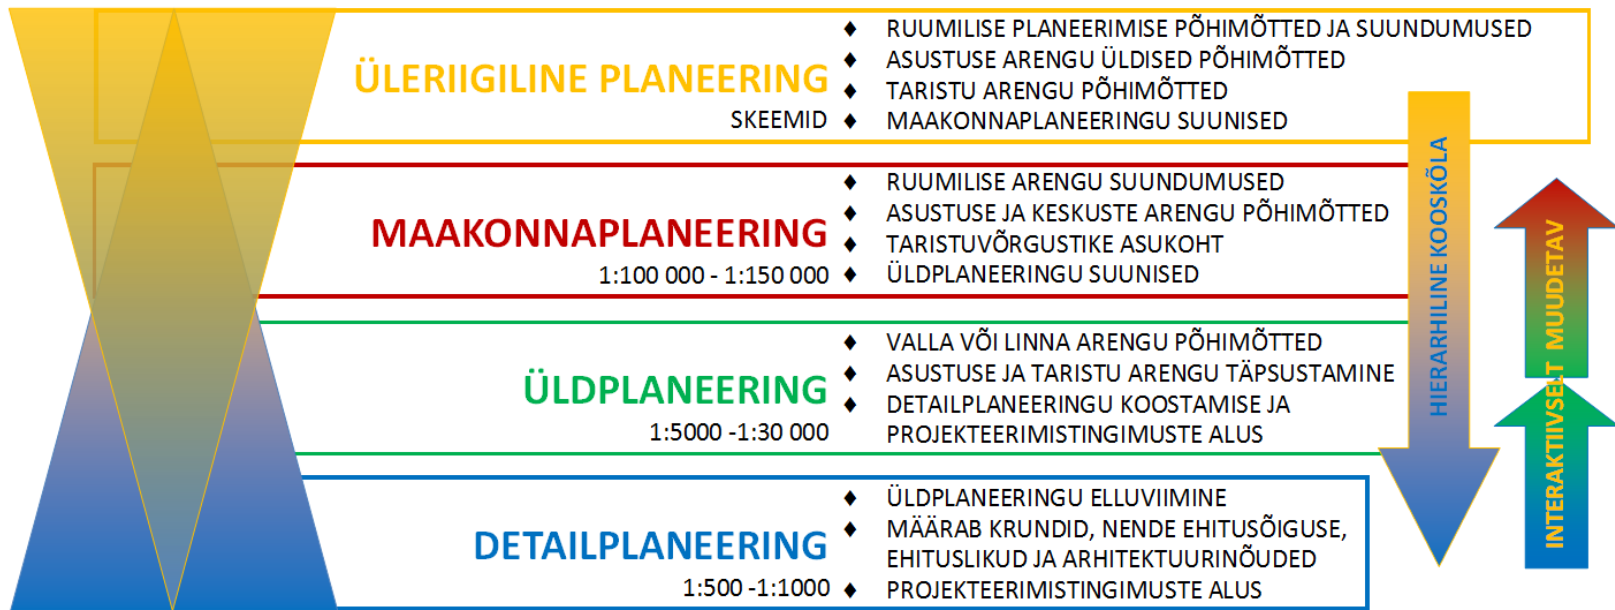 ÜLERIIGILINE PLANEERING
SKEEMID
♦ RUUMILISE PLANEERIMISE PÕHIMÕTTED JA SUUNDUMUSED
♦ ASUSTUSE ARENGU ÜLDISED PÕHIMÕTTED
♦ TARISTU ARENGU PÕHIMÕTTED
♦ MAAKONNAPLANEERINGU SUUNISED
MAAKONNAPLANEERING
1:100 000 - 1:150 000
♦ RUUMILISE ARENGU SUUNDUMUSED
♦ ASUSTUSE JA KESKUSTE ARENGU PÕHIMÕTTED
♦ TARISTUVÕRGUSTIKE ASUKOHT
♦ ÜLDPLANEERINGU SUUNISED
ÜLDPLANEERING
1:5000 -1:30 000
♦ VALLA VÕI LINNA ARENGU PÕHIMÕTTED
♦ ASUSTUSE JA TARISTU ARENGU TÄPSUSTAMINE
♦ DETAILPLANEERINGU KOOSTAMISE JA
PROJEKTEERIMISTINGIMUSTE ALUS
DETAILPLANEERING
1:500 -1:1000
♦ ÜLDPLANEERINGU ELLUVIIMINE
♦ MÄÄRAB KRUNDID, NENDE EHITUSÕIGUSE,
EHITUSLIKUD JA ARHITEKTUURINÕUDED
♦ PROJEKTEERIMISTINGIMUSTE ALUS
HIERARHILINE KOOSKÕLA
INTERAKTIIVSELT MUUDETAV